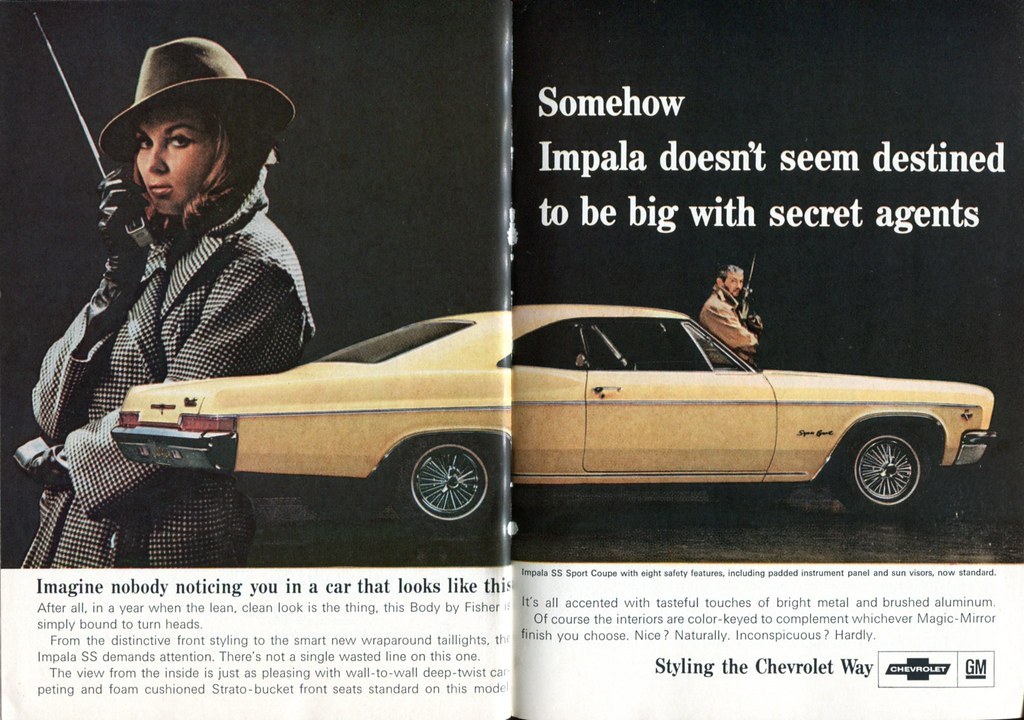 Somehow
Impala doesn't seem destined
to be big with secret agents
Super Sport
Imagine nobody noticing you in a car that looks like this
After all, in a year when the lean, clean look is the thing, this Body by Fisher is
simply bound to turn heads.
From the distinctive front styling to the smart new wraparound taillights, the
Impala SS demands attention. There's not a single wasted line on this one.
The view from the inside is just as pleasing with wall-to-wall deep-twist car-
peting and foam cushioned Strato-bucket front seats standard on this model
Impala SS Sport Coupe with eight safety features, including padded instrument panel and sun visors, now standard.
It's all accented with tasteful touches of bright metal and brushed aluminum.
Of course the interiors are color-keyed to complement whichever Magic-Mirror
finish you choose. Nice? Naturally. Inconspicuous? Hardly.
Styling the Chevrolet Way
CHEVROLET
GM